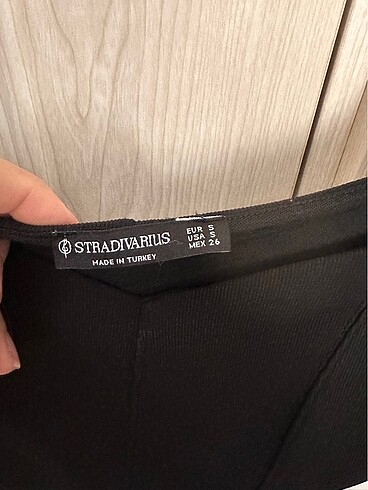 STRADIVARIUS
MADE IN TURKEY
EUR S
USA S
MEX 26